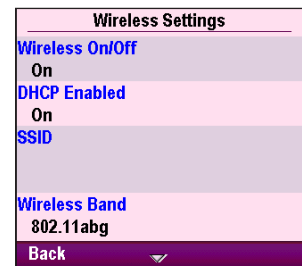 Wireless Settings
Wireless On/Off
On
DHCP Enabled
On
SSID
Wireless Band
802.11abg
Back